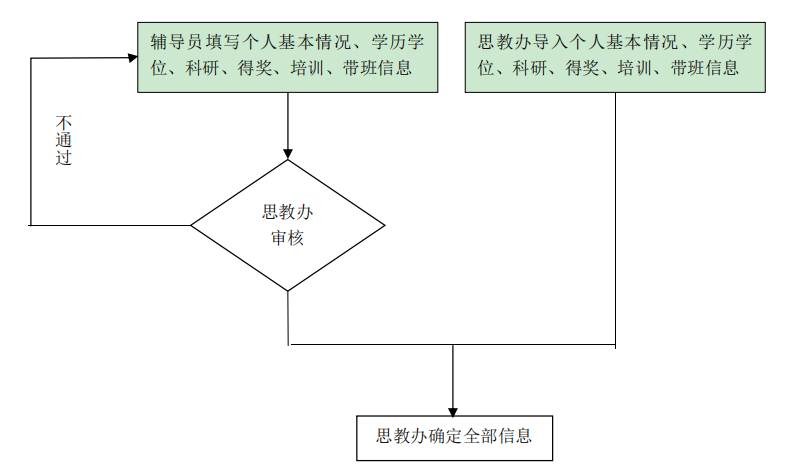 辅导员填写个人基本情况、学历学
位、科研、得奖、培训、带班信息
思教办导入个人基本情况、学历学
位、科研、得奖、培训、带班信息
不
通
过
思教办
审核
思教办确定全部信息